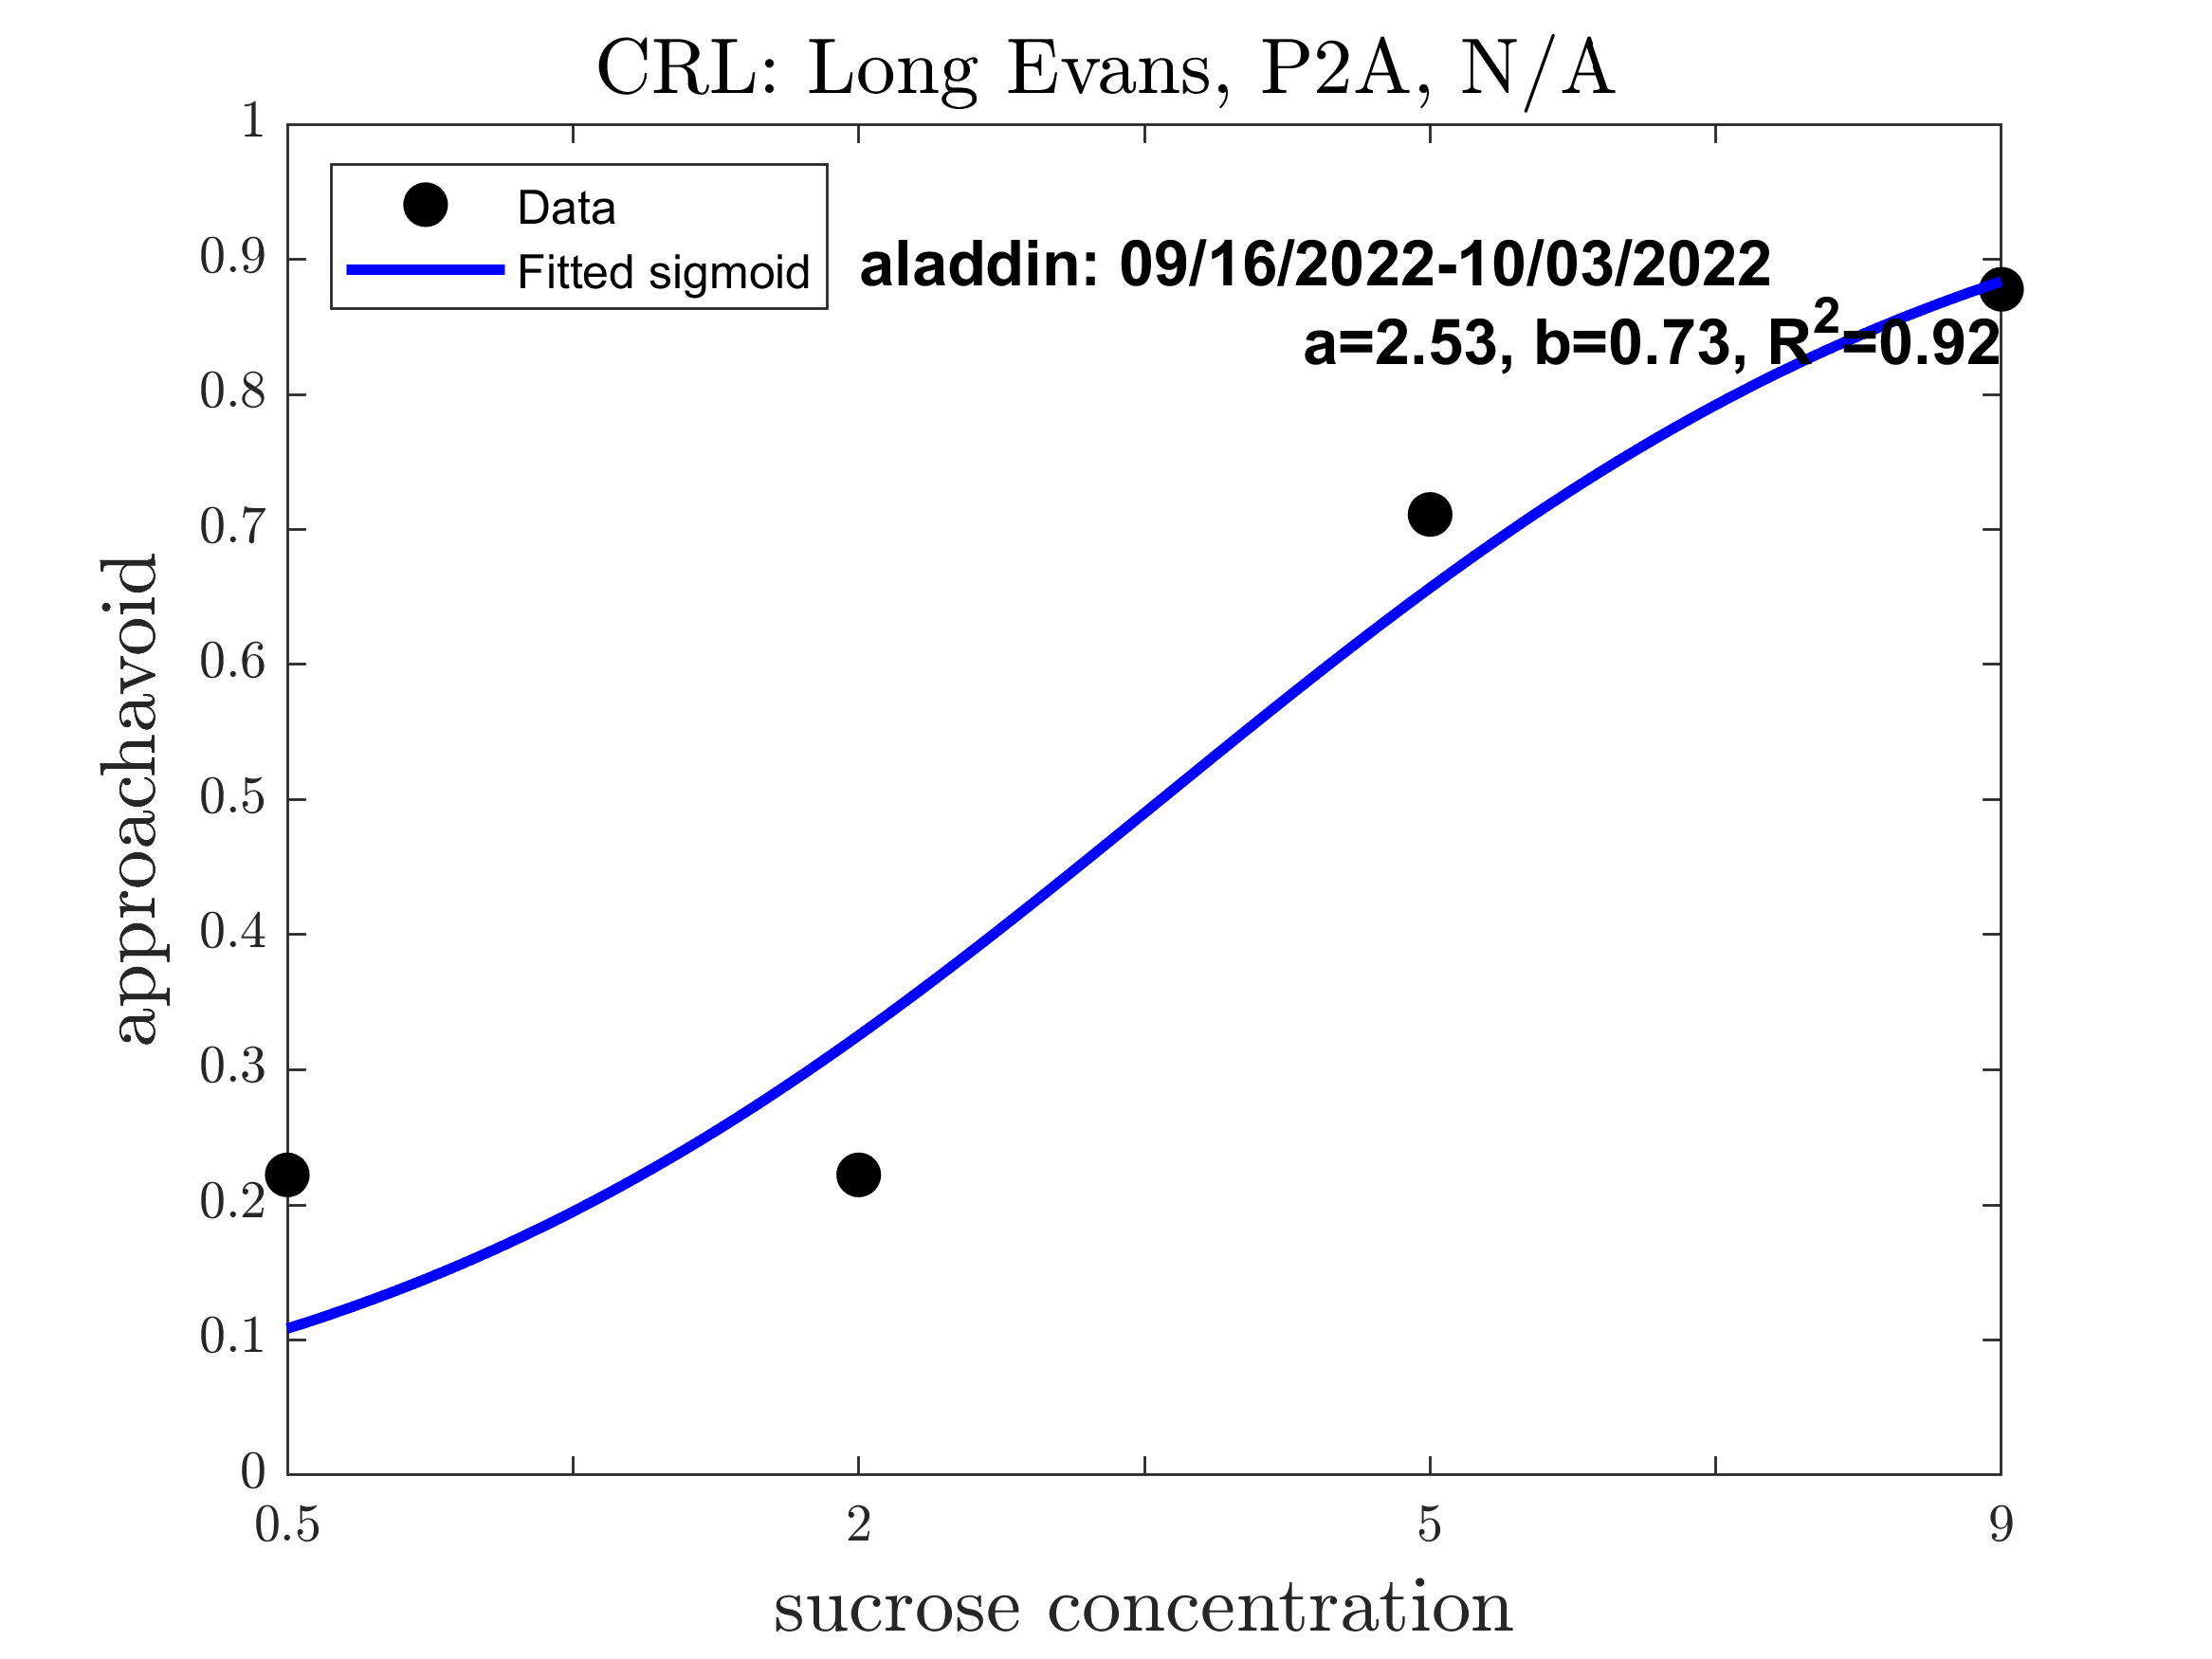 CRL: Long Evans, P2A, N/A
1
0.9
0.8
0.7
0.6
0.5
0.4
0.3
0.2
0.1
0
approachavoid
Data
Fitted sigmoid
aladdin: 09/16/2022-10/03/2022
a=2.53, b=0.73, R²=0.92
0.5 2 5 9
sucrose concentration